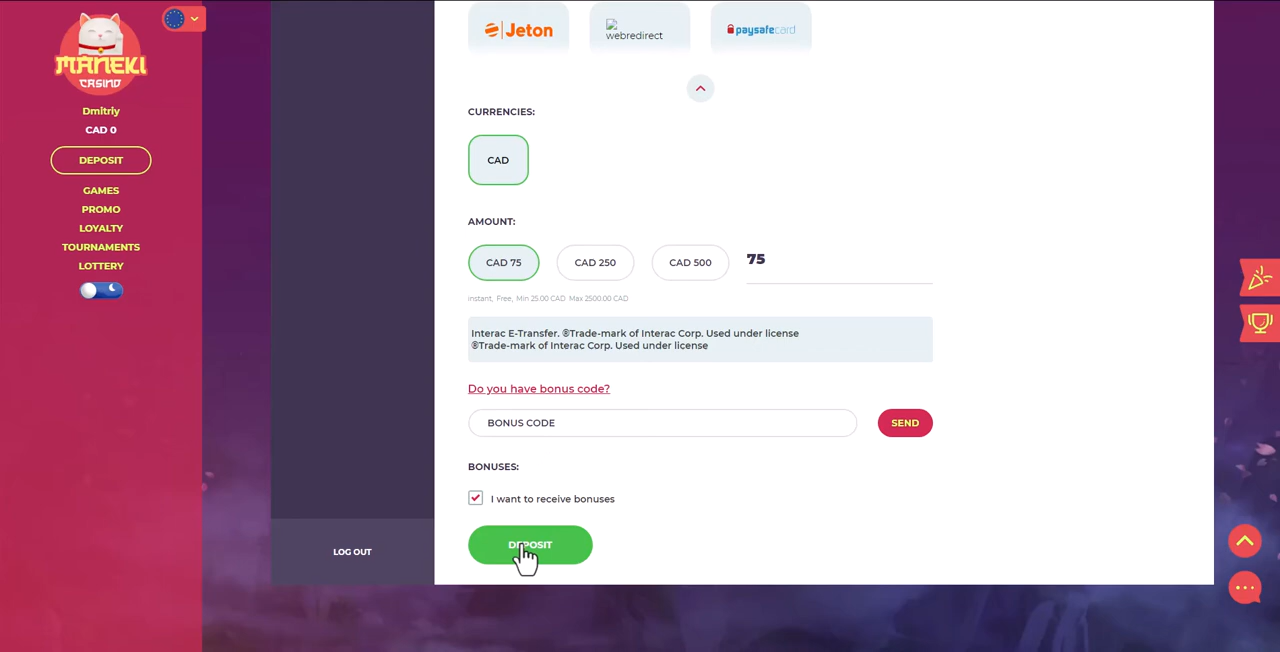 MANEKI
CASINO
Dmitriy
CAD 0
DEPOSIT
GAMES
PROMO
LOYALTY
TOURNAMENTS
LOTTERY
LOG OUT
Jeton
webredirect
paysafecard
CURRENCIES:
CAD
AMOUNT:
CAD 75
CAD 250
CAD 500
75
Instant, Free, Min 25.00 CAD Max 2500.00 CAD
Interac E-Transfer. ®Trade-mark of Interac Corp. Used under license
®Trade-mark of Interac Corp. Used under license
Do you have bonus code?
BONUS CODE
SEND
BONUSES:
I want to receive bonuses
DEPOSIT